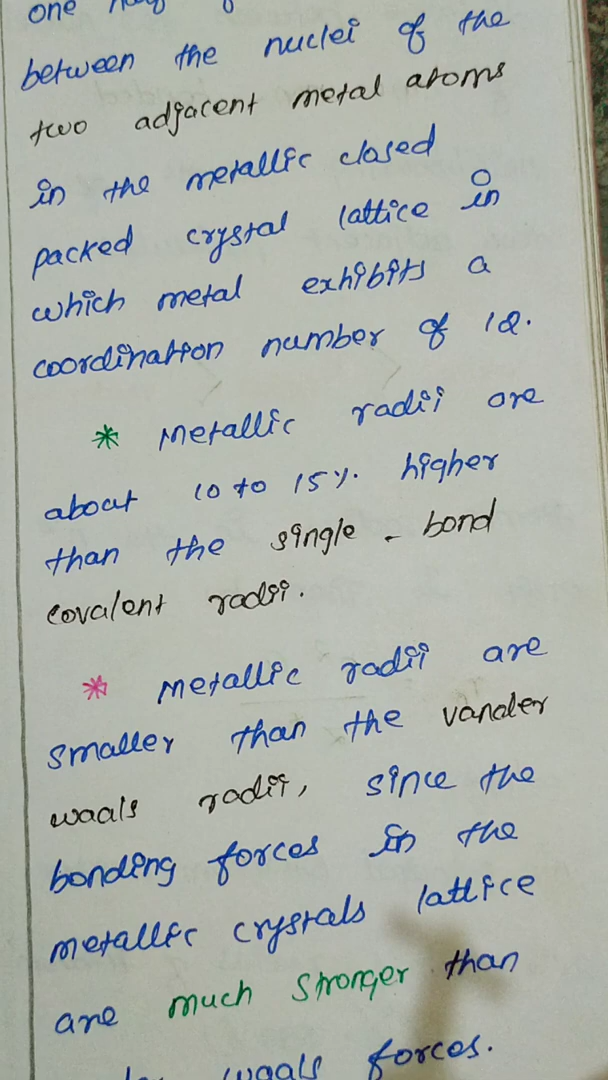 one
between the nuclei of the
two adjacent metal atoms
in the metallic closed
packed crystal lattice in
which metal exhibits a
coordination number of 12.
* Metallic radii are
about 10 to 15%. higher
than the single - bond
covalent radii.
* Metallic radii are
smaller than the vander
waals radii, since the
bonding forces in the
metallic crystals lattice
are much stronger than
waals forces.